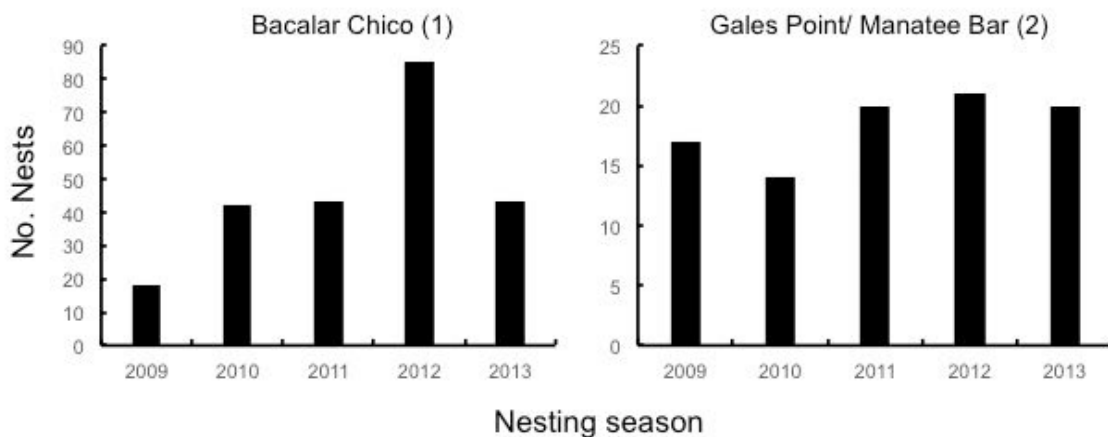 Bacalar Chico (1)
90
80
70
60
50
40
30
20
10
0
No. Nests
2009 2010 2011 2012 2013
Gales Point/ Manatee Bar (2)
25
20
15
10
5
0
2009 2010 2011 2012 2013
Nesting season